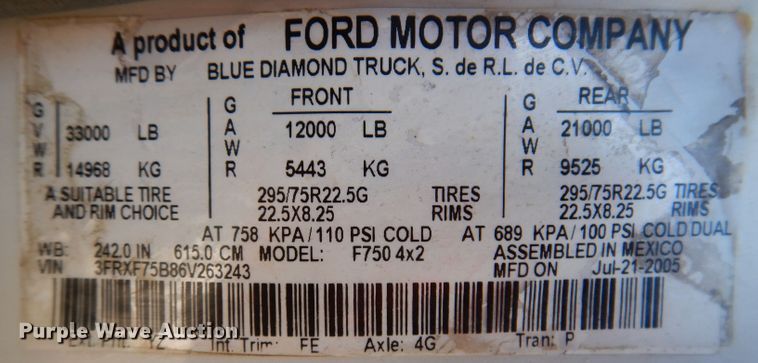 A product of FORD MOTOR COMPANY
MFD BY BLUE DIAMOND TRUCK, S. de R.L. de C.V.
GVWR 33000 LB 14968 KG
FRONT GAWR 12000 LB 5443 KG
REAR GAWR 21000 LB 9525 KG
A SUITABLE TIRE 295/75R22.5G TIRES 295/75R22.5G TIRES
AND RIM CHOICE 22.5X8.25 RIMS 22.5X8.25 RIMS
AT 758 KPA/110 PSI COLD AT 689 KPA/100 PSI COLD DUAL
WB: 242.0 IN 615.0 CM MODEL: F750 4x2 ASSEMBLED IN MEXICO
VIN 3FRXF75B86V263243 MFD ON Jul-21-2005
Int. Trim: FE Axle: 4G Tran: P
Purple Wave Auction